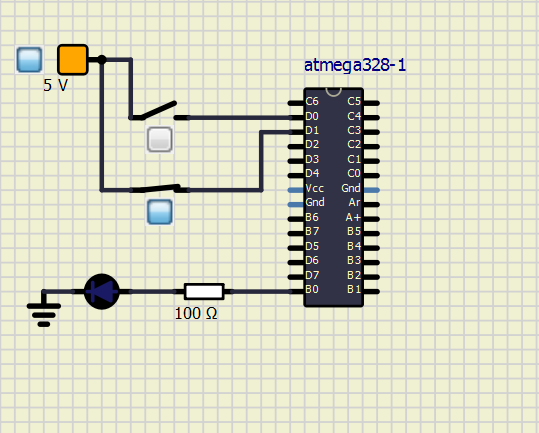 atmega328-1
5 V
C6 C5
D0 C4
D1 C3
D2 C2
D3 C1
D4 C0
Vcc Gnd
Gnd Ar
B6 A+
B7 B5
D5 B4
D6 B3
D7 B2
B0 B1
100 Ω